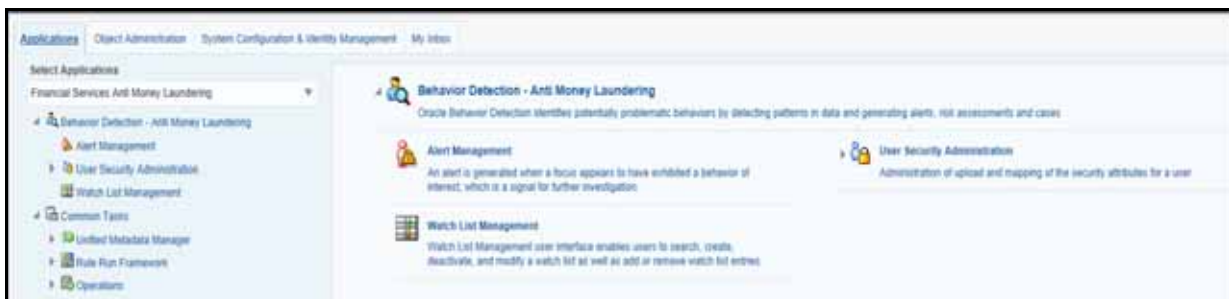 Applications Object Administration System Configuration & Identity Management My Inbox
Select Applications
Financial Services Anti Money Laundering
Behavior Detection - Anti Money Laundering
Alert Management
User Security Administration
Watch List Management
Common Tasks
Unified Metadata Manager
Rule Run Framework
Operations
Behavior Detection - Anti Money Laundering
Oracle Behavior Detection identifies potentially problematic behaviors by detecting patterns in data and generating alerts, risk assessments and cases
Alert Management
An alert is generated when a focus appears to have exhibited a behavior of
interest, which is a signal for further investigation
User Security Administration
Administration of upload and mapping of the security attributes for a user
Watch List Management
Watch List Management user interface enables users to search, create,
deactivate, and modify a watch list as well as add or remove watch list entries